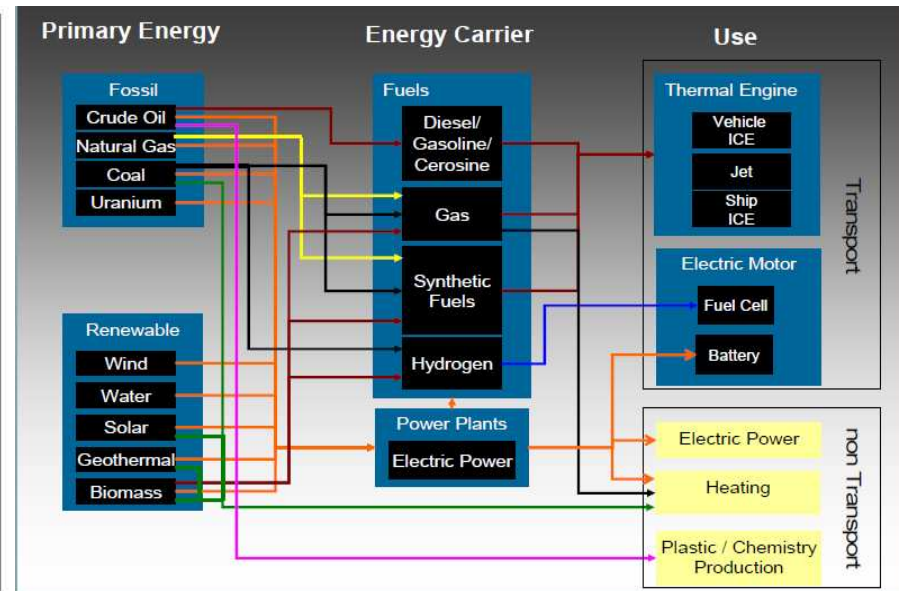 Primary Energy
Energy Carrier
Use
Fossil
Crude Oil
Natural Gas
Coal
Uranium
Renewable
Wind
Water
Solar
Geothermal
Biomass
Fuels
Diesel/
Gasoline/
Cerosine
Gas
Synthetic
Fuels
Hydrogen
Power Plants
Electric Power
Thermal Engine
Vehicle
ICE
Jet
Ship
ICE
Electric Motor
Fuel Cell
Battery
Transport
Electric Power
Heating
Plastic / Chemistry
Production
non Transport